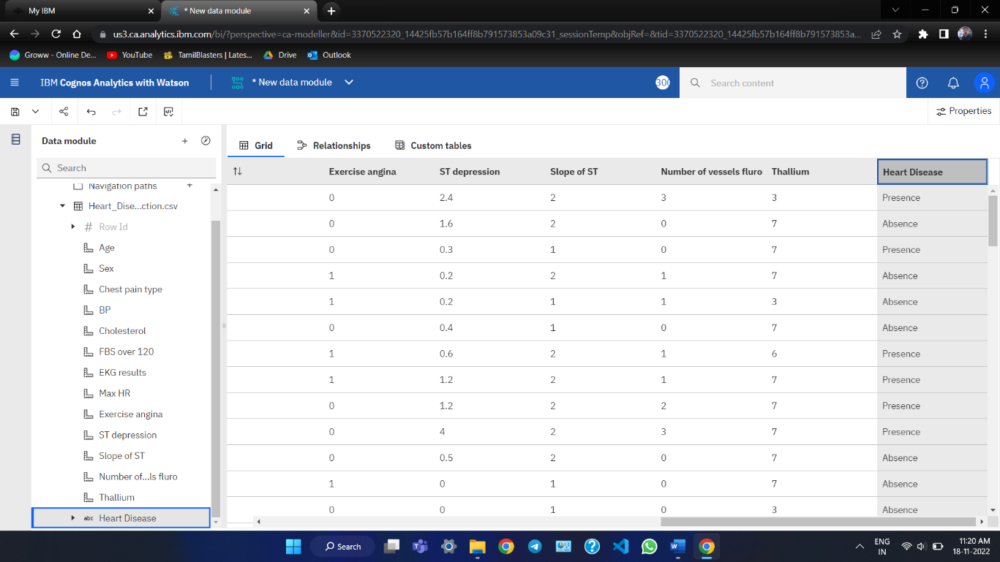 My IBM
* New data module
us3.ca.analytics.ibm.com/bi/?perspective=ca-modeller&id=3370522320_14425fb57b164ff8b791573853a09c31_sessionTemp&objRef=&tid=3370522320_14425fb57b164ff8b791573853a...
Groww - Online De... YouTube TamilBlasters | Lates... Drive Outlook
IBM Cognos Analytics with Watson * New data module Search content
Properties
Data module
Grid Relationships Custom tables
Search
Navigation paths
Heart_Dise...ction.csv
# Row Id
Age
Sex
Chest pain type
BP
Cholesterol
FBS over 120
EKG results
Max HR
Exercise angina
ST depression
Slope of ST
Number of...ls fluro
Thallium
abc Heart Disease
Exercise angina ST depression Slope of ST Number of vessels fluro Thallium Heart Disease
0 2.4 2 3 3 Presence
0 1.6 2 0 7 Absence
0 0.3 1 0 7 Presence
1 0.2 2 1 7 Absence
1 0.2 1 1 3 Absence
0 0.4 1 0 7 Absence
1 0.6 2 1 6 Presence
1 1.2 2 1 7 Presence
0 1.2 2 2 7 Presence
0 4 2 3 7 Presence
0 0.5 2 0 7 Absence
1 0 1 0 7 Absence
0 0 1 0 3 Absence
Search
ENG
IN
11:20 AM
18-11-2022